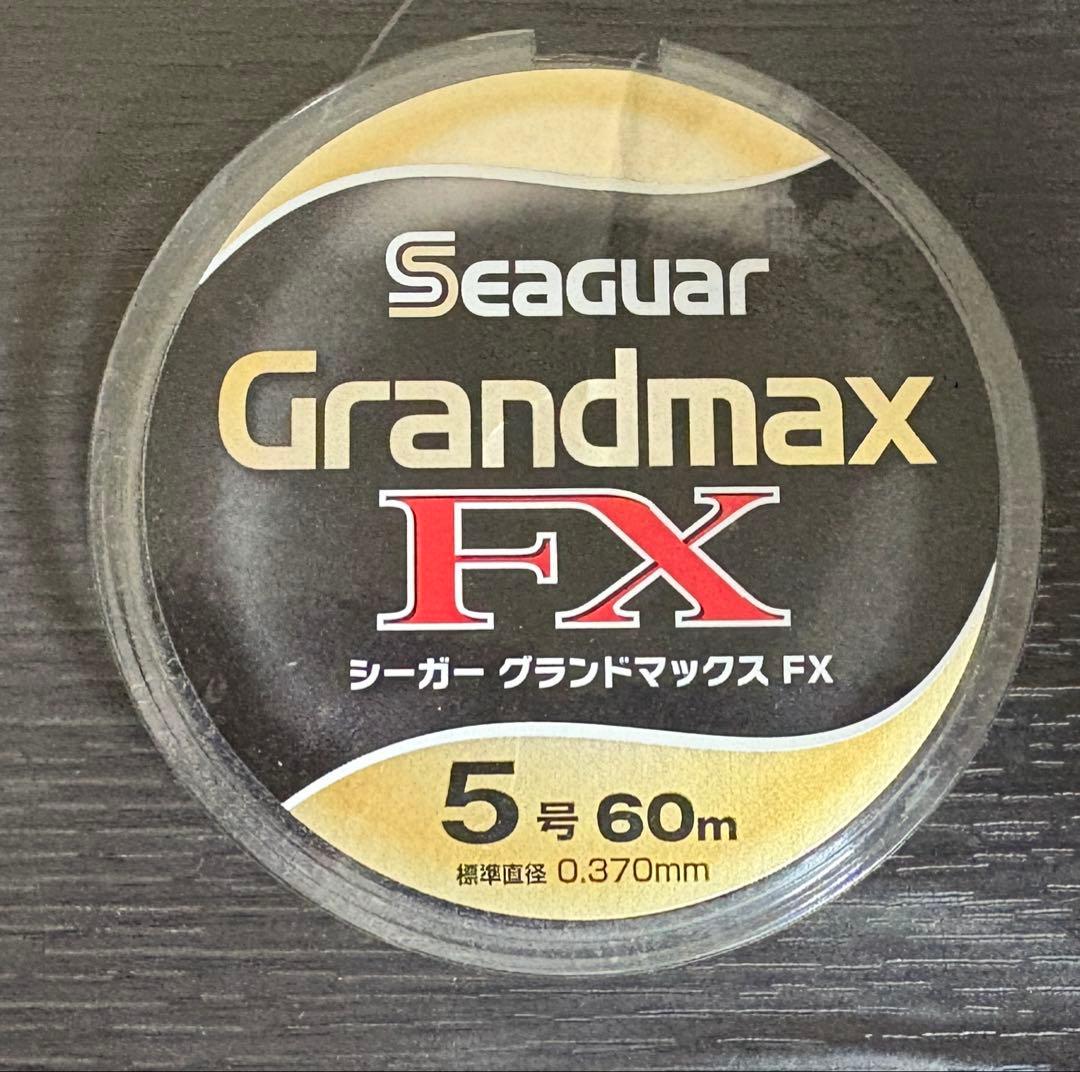 Seaguar
Grandmax
FX
シーガー グランドマックス FX
5号 60m
標準直径 0.370mm